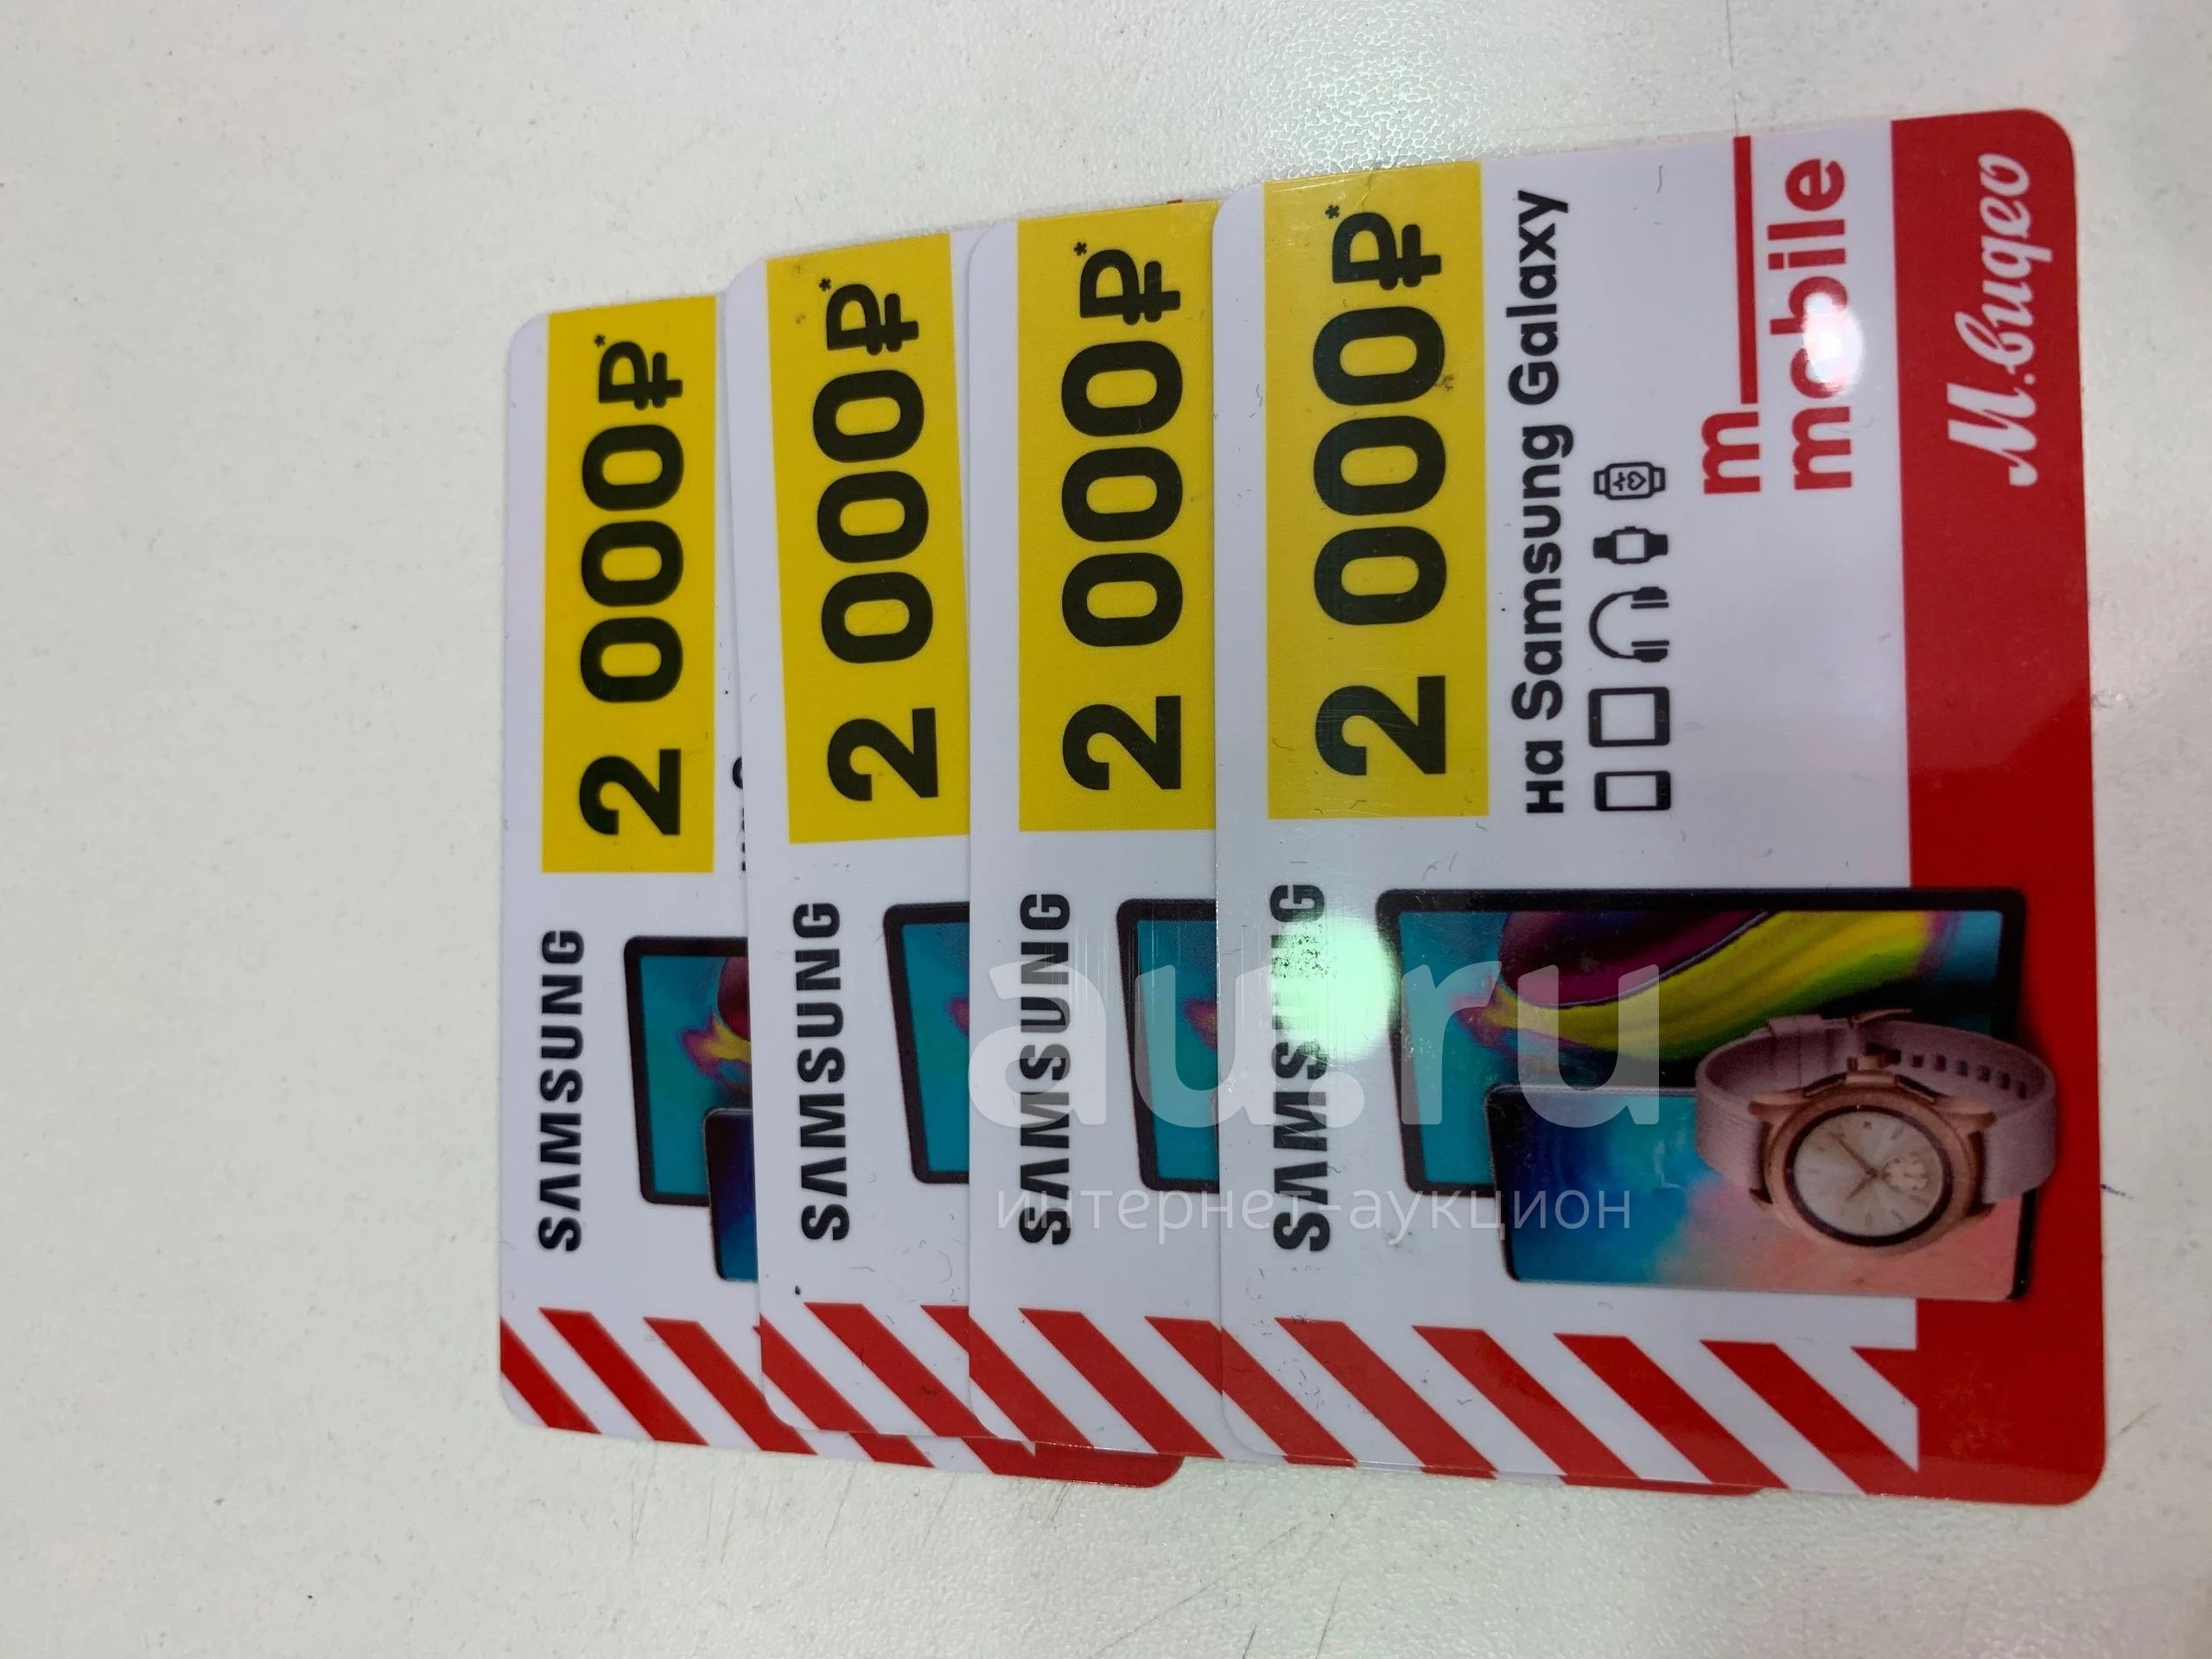 SAMSUNG
2 000₽*
SAMSUNG
2 000₽*
SAMSUNG
2 000₽*
SAMSUNG
2 000₽*
на Samsung Galaxy
m_
mobile
М.видео
au.ru
интернет-аукцион